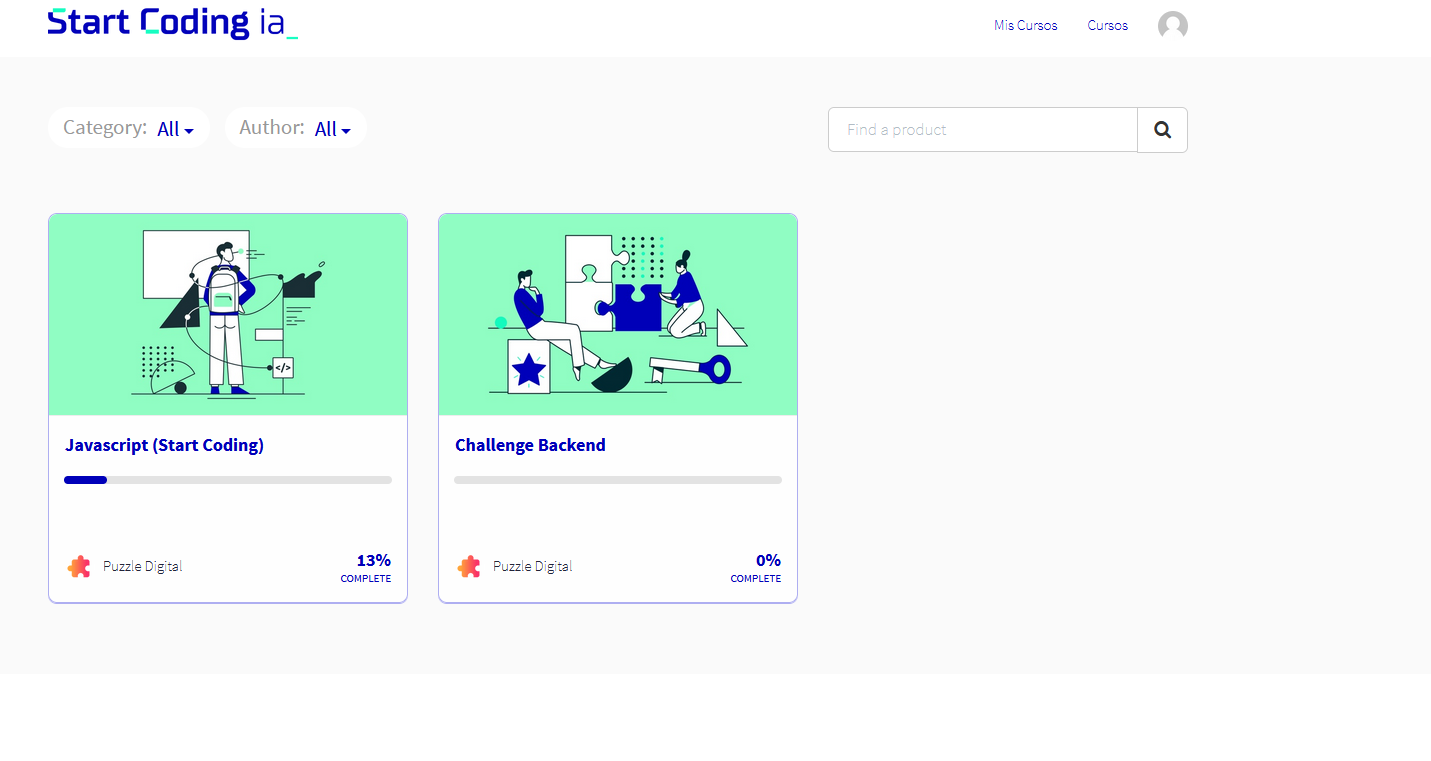 Start Coding ia_
Mis Cursos
Cursos
Category: All
Author: All
Find a product
</>
Javascript (Start Coding)
Puzzle Digital
13%
COMPLETE
Challenge Backend
Puzzle Digital
0%
COMPLETE